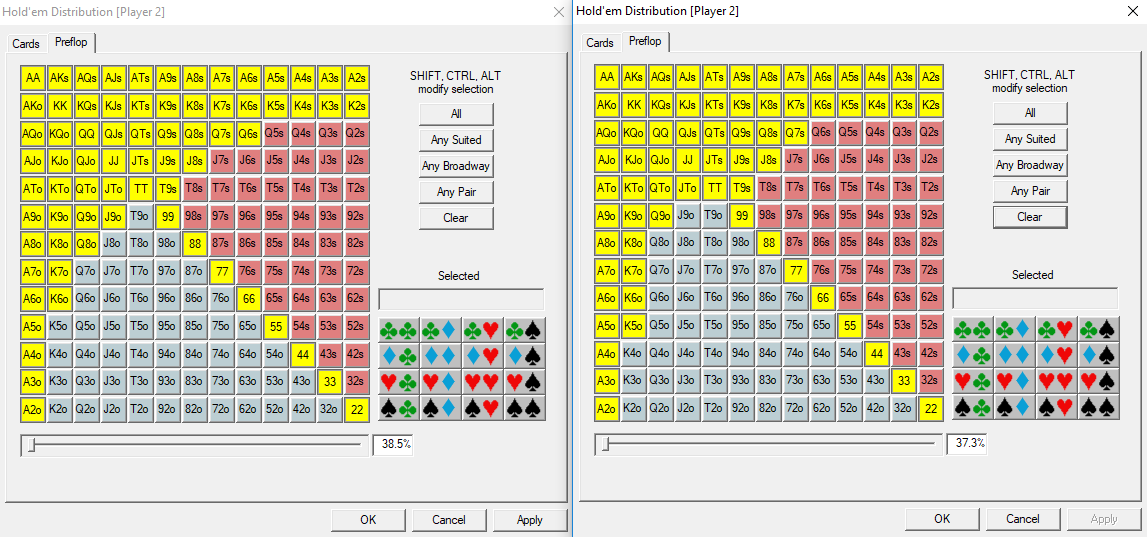 Hold'em Distribution [Player 2]
Cards Preflop
AA AKs AQs AJs ATs A9s A8s A7s A6s A5s A4s A3s A2s
AKo KK KQs KJs KTs K9s K8s K7s K6s K5s K4s K3s K2s
AQo KQo QQ QJs QTs Q9s Q8s Q7s Q6s Q5s Q4s Q3s Q2s
AJo KJo QJo JJ JTs J9s J8s J7s J6s J5s J4s J3s J2s
ATo KTo QTo JTo TT T9s T8s T7s T6s T5s T4s T3s T2s
A9o K9o Q9o J9o T9o 99 98s 97s 96s 95s 94s 93s 92s
A8o K8o Q8o J8o T8o 98o 88 87s 86s 85s 84s 83s 82s
A7o K7o Q7o J7o T7o 97o 87o 77 76s 75s 74s 73s 72s
A6o K6o Q6o J6o T6o 96o 86o 76o 66 65s 64s 63s 62s
A5o K5o Q5o J5o T5o 95o 85o 75o 65o 55 54s 53s 52s
A4o K4o Q4o J4o T4o 94o 84o 74o 64o 54o 44 43s 42s
A3o K3o Q3o J3o T3o 93o 83o 73o 63o 53o 43o 33 32s
A2o K2o Q2o J2o T2o 92o 82o 72o 62o 52o 42o 32o 22
38.5%
SHIFT, CTRL, ALT
modify selection
All
Any Suited
Any Broadway
Any Pair
Clear
Selected
OK Cancel Apply
Hold'em Distribution [Player 2]
Cards Preflop
AA AKs AQs AJs ATs A9s A8s A7s A6s A5s A4s A3s A2s
AKo KK KQs KJs KTs K9s K8s K7s K6s K5s K4s K3s K2s
AQo KQo QQ QJs QTs Q9s Q8s Q7s Q6s Q5s Q4s Q3s Q2s
AJo KJo QJo JJ JTs J9s J8s J7s J6s J5s J4s J3s J2s
ATo KTo QTo JTo TT T9s T8s T7s T6s T5s T4s T3s T2s
A9o K9o Q9o J9o T9o 99 98s 97s 96s 95s 94s 93s 92s
A8o K8o Q8o J8o T8o 98o 88 87s 86s 85s 84s 83s 82s
A7o K7o Q7o J7o T7o 97o 87o 77 76s 75s 74s 73s 72s
A6o K6o Q6o J6o T6o 96o 86o 76o 66 65s 64s 63s 62s
A5o K5o Q5o J5o T5o 95o 85o 75o 65o 55 54s 53s 52s
A4o K4o Q4o J4o T4o 94o 84o 74o 64o 54o 44 43s 42s
A3o K3o Q3o J3o T3o 93o 83o 73o 63o 53o 43o 33 32s
A2o K2o Q2o J2o T2o 92o 82o 72o 62o 52o 42o 32o 22
37.3%
SHIFT, CTRL, ALT
modify selection
All
Any Suited
Any Broadway
Any Pair
Clear
Selected
OK Cancel Apply